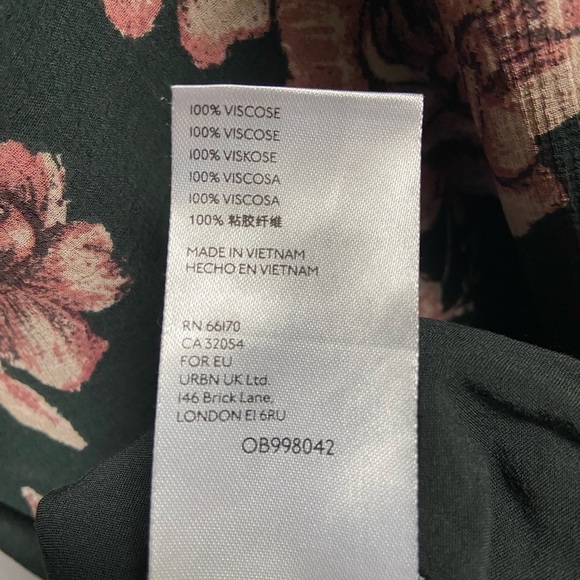 100% VISCOSE
100% VISCOSE
100% VISKOSE
100% VISCOSA
100% VISCOSA
100% 粘胶纤维
MADE IN VIETNAM
HECHO EN VIETNAM
RN 66170
CA 32054
FOR EU
URBN UK Ltd.
146 Brick Lane,
LONDON E1 6RU
OB998042